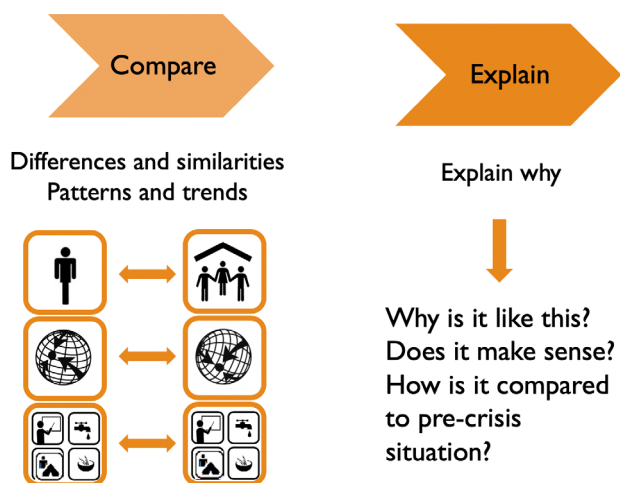 Compare
Differences and similarities
Patterns and trends
Explain
Explain why
Why is it like this?
Does it make sense?
How is it compared
to pre-crisis
situation?